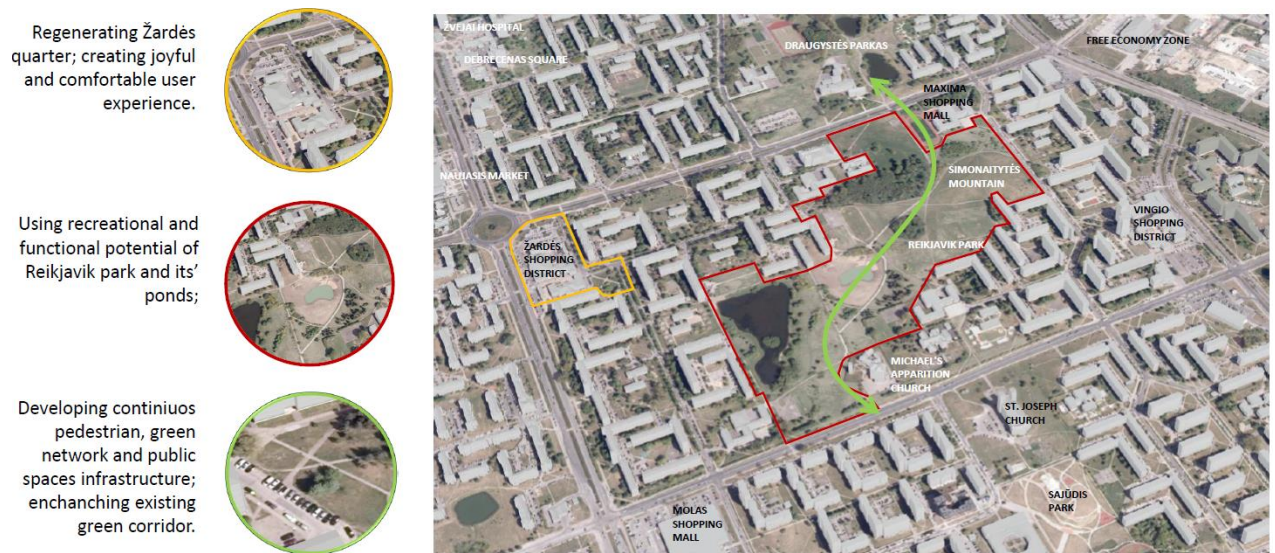 Regenerating Žardės
quarter; creating joyful
and comfortable user
experience.
Using recreational and
functional potential of
Reikjavik park and its'
ponds;
Developing continiuos
pedestrian, green
network and public
spaces infrastructure;
enchanching existing
green corridor.
ŽVEJAI HOSPITAL
DEBRECENAS SQUARE
DRAUGYSTĖS PARKAS
FREE ECONOMY ZONE
MAXIMA
SHOPPING
MALL
NAUJASIS MARKET
SIMONAITYTĖS
MOUNTAIN
VINGIO
SHOPPING
DISTRICT
ŽARDĖS
SHOPPING
DISTRICT
REIKJAVIK PARK
MICHAEL'S
APPARITION
CHURCH
ST. JOSEPH
CHURCH
SAJŪDIS
PARK
MOLAS
SHOPPING
MALL